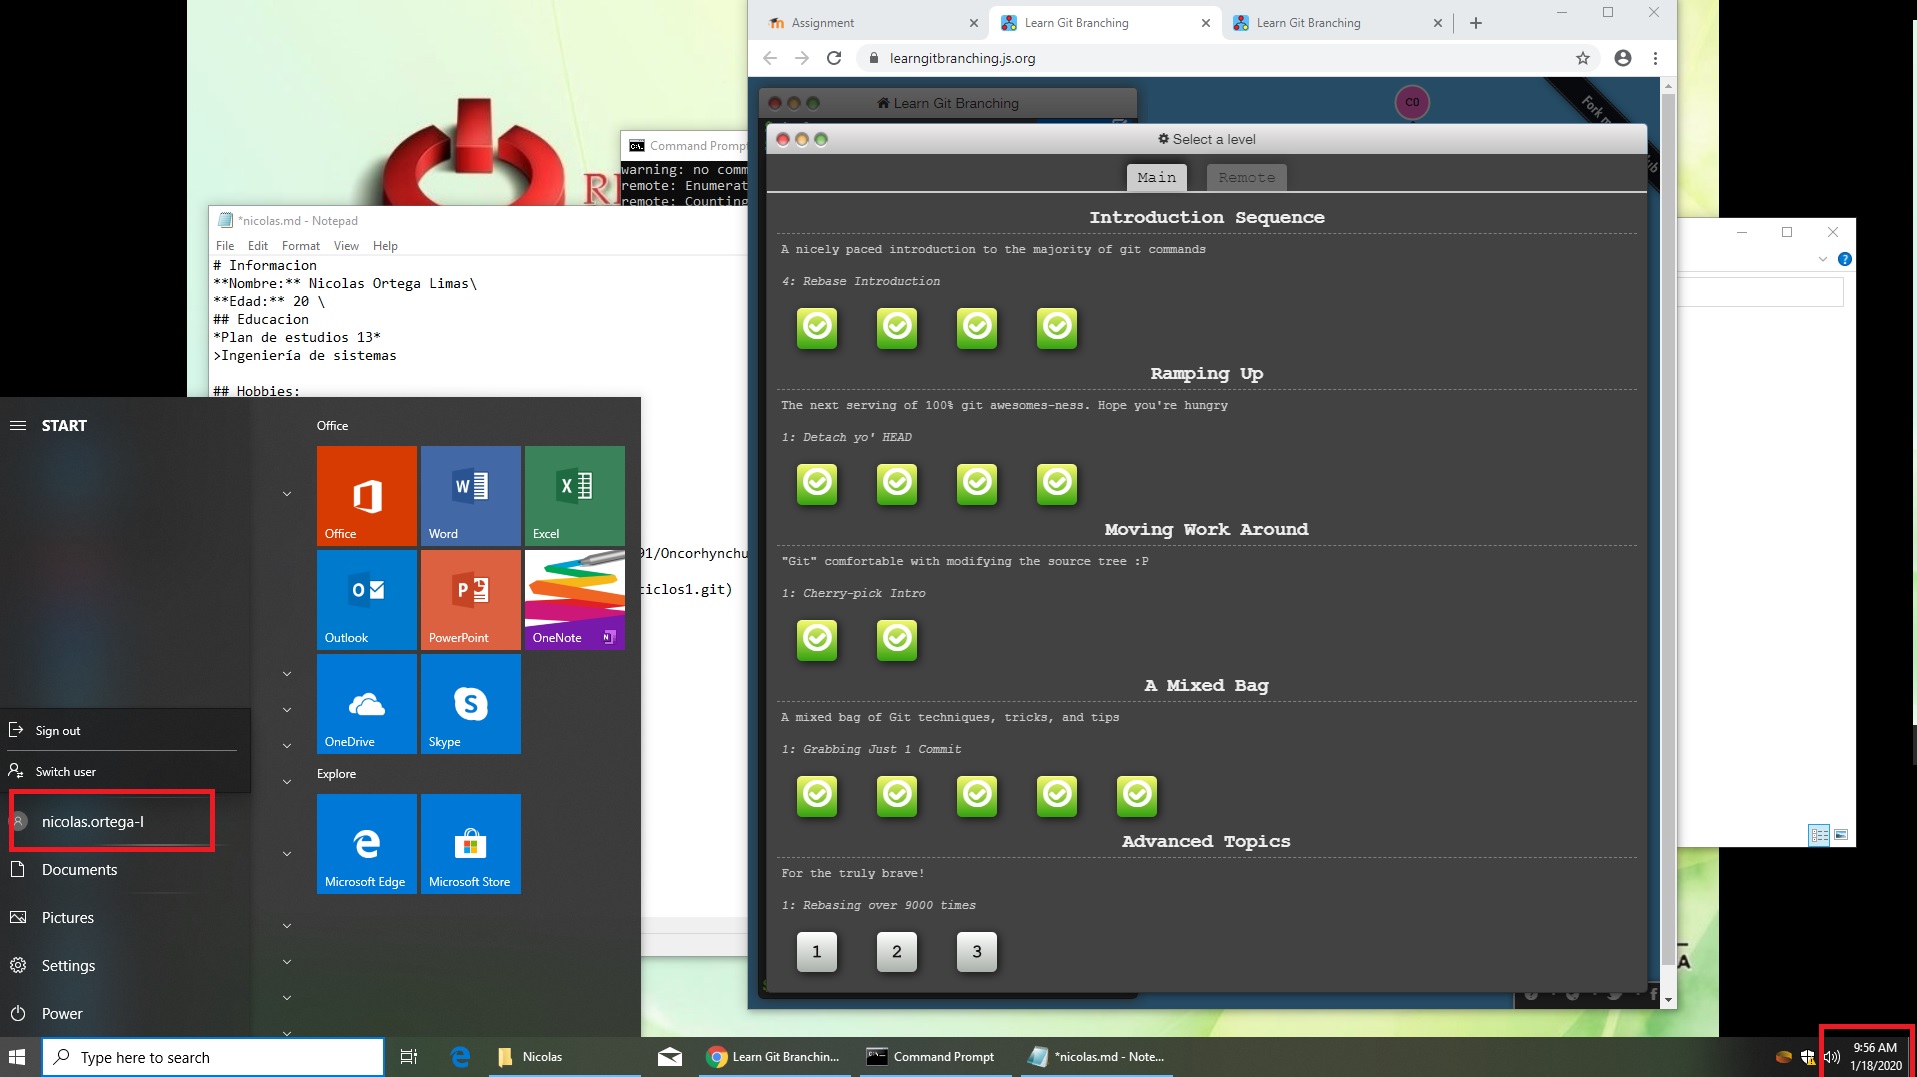 Assignment
Learn Git Branching
Learn Git Branching
learngitbranching.js.org
Learn Git Branching
CO
Fork m
Select a level
Main
Remote
Introduction Sequence
A nicely paced introduction to the majority of git commands
4: Rebase Introduction
Ramping Up
The next serving of 100% git awesomes-ness. Hope you're hungry
1: Detach yo' HEAD
Moving Work Around
"Git" comfortable with modifying the source tree :P
1: Cherry-pick Intro
A Mixed Bag
A mixed bag of Git techniques, tricks, and tips
1: Grabbing Just 1 Commit
Advanced Topics
For the truly brave!
1: Rebasing over 9000 times
1 2 3
Command Prompt
warning: no comm
remote: Enumerat
remote: Counting
*nicolas.md - Notepad
File Edit Format View Help
# Informacion
**Nombre:** Nicolas Ortega Limas\
**Edad:** 20 \
## Educacion
*Plan de estudios 13*
>Ingeniería de sistemas
## Hobbies:
91/Oncorhynchu
ciclos1.git)
START
Office
Office
Word
Excel
Outlook
PowerPoint
OneNote
OneDrive
Skype
Explore
Microsoft Edge
Microsoft Store
Sign out
Switch user
nicolas.ortega-l
Documents
Pictures
Settings
Power
Type here to search
Nicolas
Learn Git Branchin...
Command Prompt
*nicolas.md - Note...
9:56 AM
1/18/2020